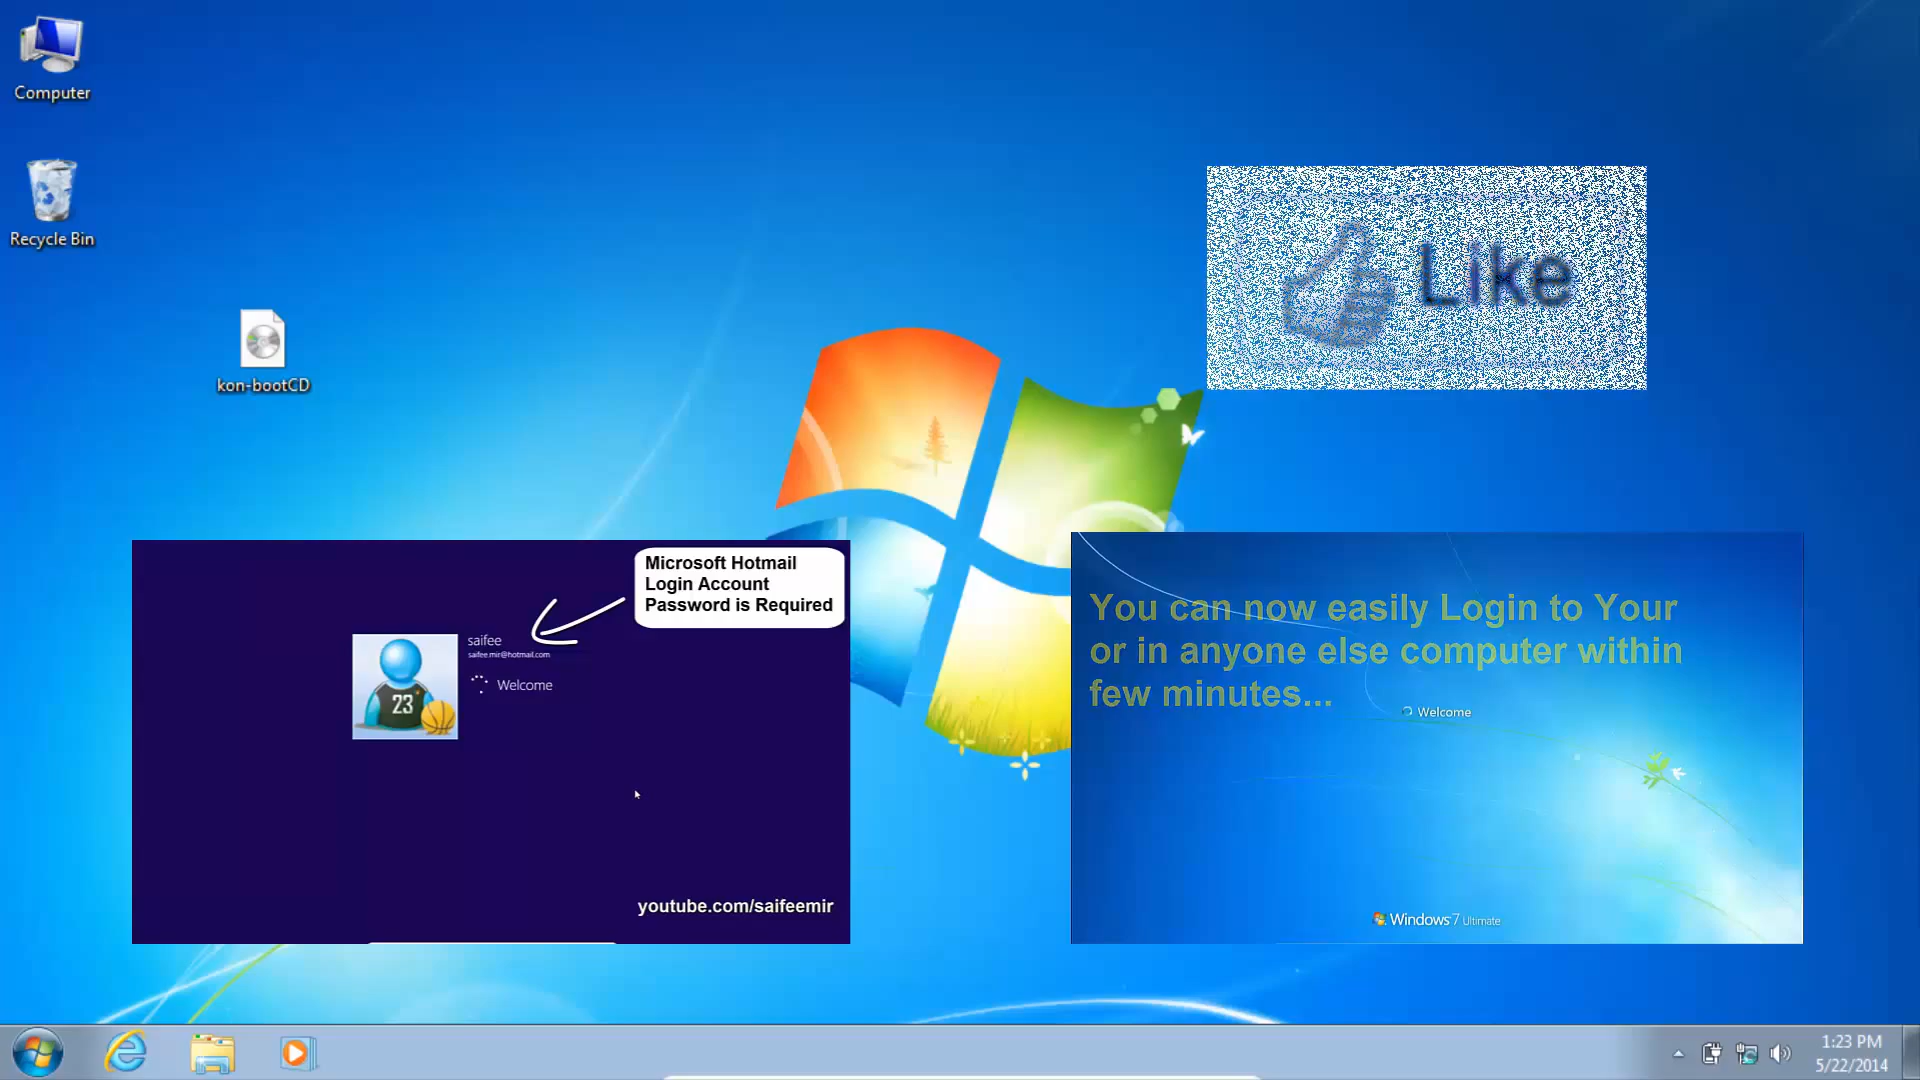 Computer
Recycle Bin
Like
kon-bootCD
Microsoft Hotmail
Login Account
Password is Required
saifee
saifee.mir@hotmail.com
Welcome
23
youtube.com/saifeemir
You can now easily Login to Your
or in anyone else computer within
few minutes...
Welcome
Windows 7 Ultimate
1:23 PM
5/22/2014